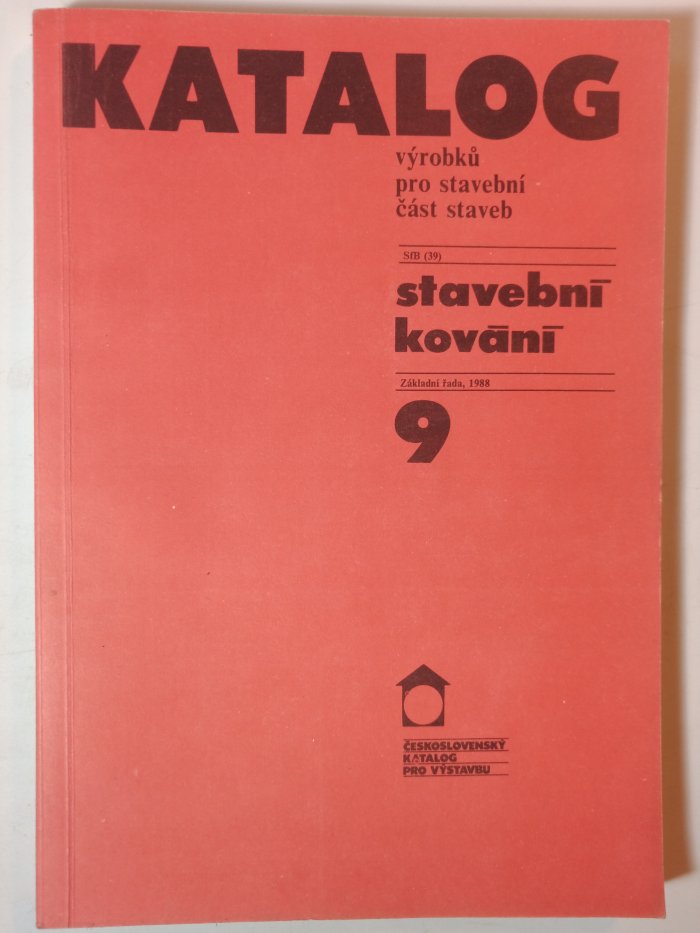 KATALOG
výrobků
pro stavební
část staveb
SfB (39)
stavební
kování
Základní řada, 1988
9
ČESKOSLOVENSKÝ
KATALOG
PRO VÝSTAVBU